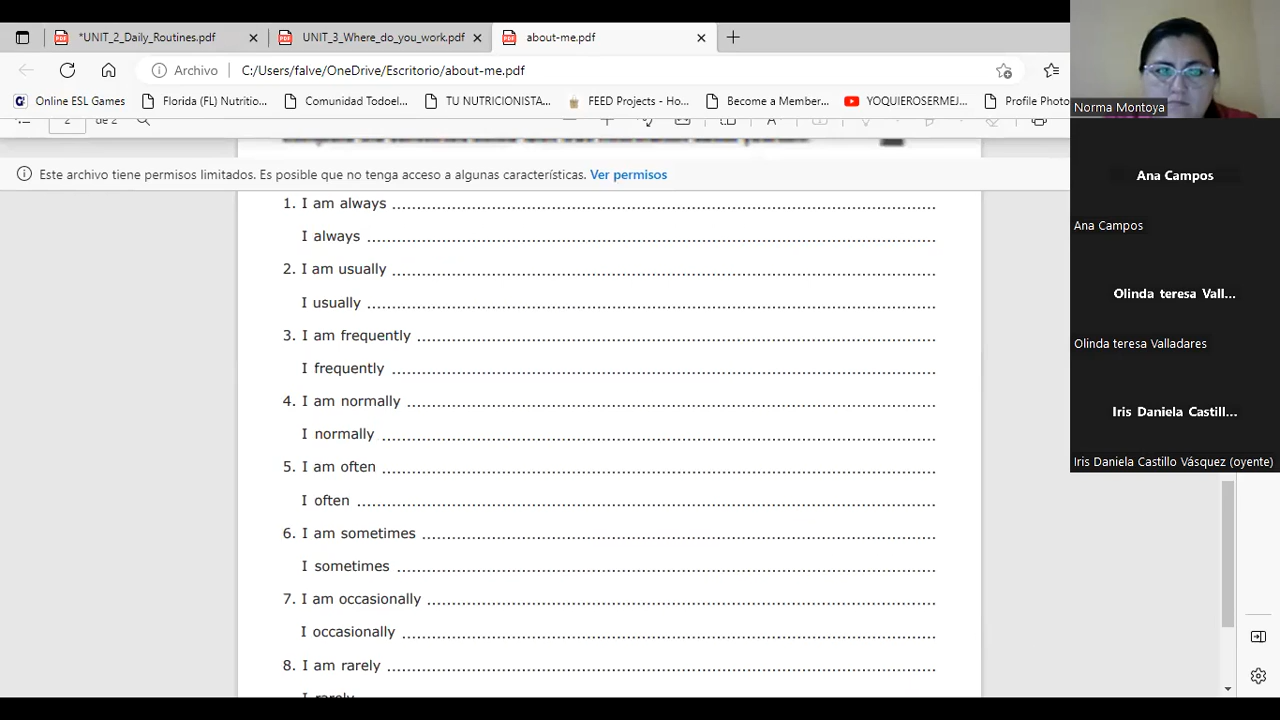 *UNIT_2_Daily_Routines.pdf
UNIT_3_Where_do_you_work.pdf
about-me.pdf
Archivo
C:/Users/falve/OneDrive/Escritorio/about-me.pdf
Online ESL Games
Florida (FL) Nutritio...
Comunidad Todoel...
TU NUTRICIONISTA...
FEED Projects - Ho...
Become a Member...
YOQUIEROSERMEJ...
Profile Photo
2
de 2
Este archivo tiene permisos limitados. Es posible que no tenga acceso a algunas características. Ver permisos
1. I am always
I always
2. I am usually
I usually
3. I am frequently
I frequently
4. I am normally
I normally
5. I am often
I often
6. I am sometimes
I sometimes
7. I am occasionally
I occasionally
8. I am rarely
I rarely
Norma Montoya
Ana Campos
Ana Campos
Olinda teresa Vall...
Olinda teresa Valladares
Iris Daniela Castill...
Iris Daniela Castillo Vásquez (oyente)